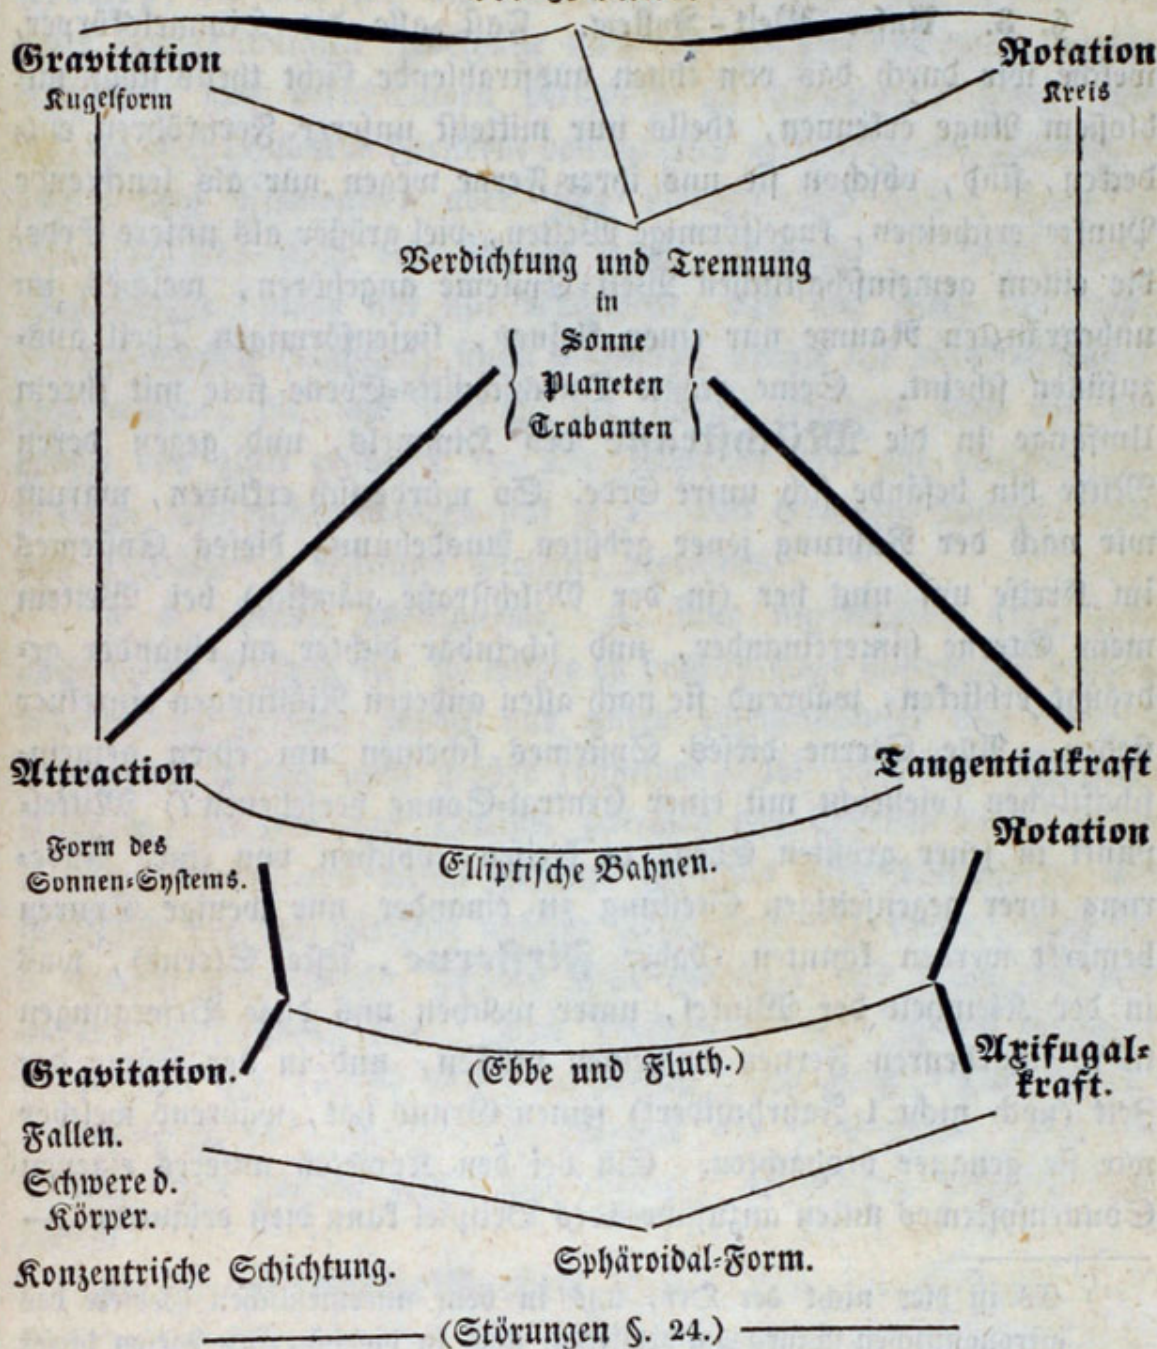 Gravitation
Kugelform
Rotation
Kreis
Verdichtung und Trennung
in
Sonne
Planeten
Trabanten
Attraction
Tangentialkraft
Form des
Sonnen-Systems.
Elliptische Bahnen.
Rotation
Gravitation.
(Ebbe und Fluth.)
Axifugal-
kraft.
Fallen.
Schwere d.
Körper.
Konzentrische Schichtung.
Sphäroidal-Form.
(Störungen §. 24.)